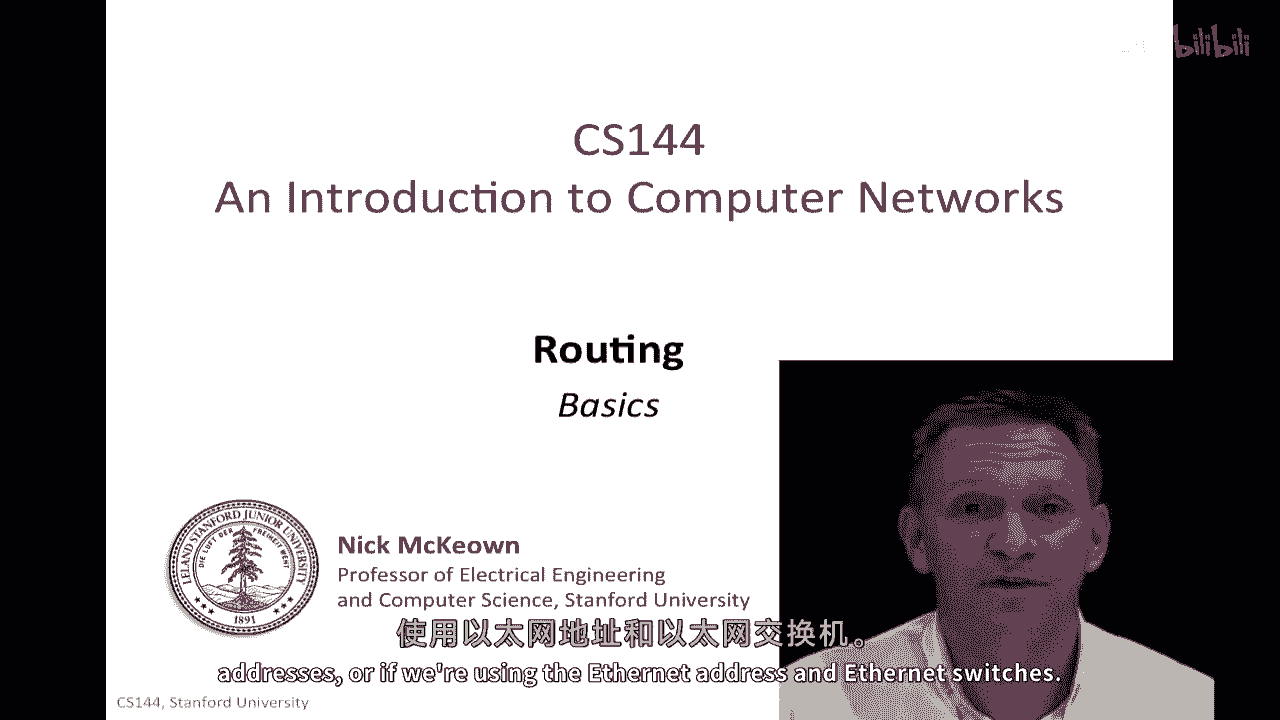 bilibili
CS144
An Introduction to Computer Networks
Routing
Basics
LELAND STANFORD JUNIOR UNIVERSITY
DIE LUFT DER FREIHEIT WEHT
1891
Nick McKeown
Professor of Electrical Engineering
and Computer Science, Stanford University
使用以太网地址和以太网交换机。
addresses, or if we're using the Ethernet address and Ethernet switches.
CS144, Stanford University